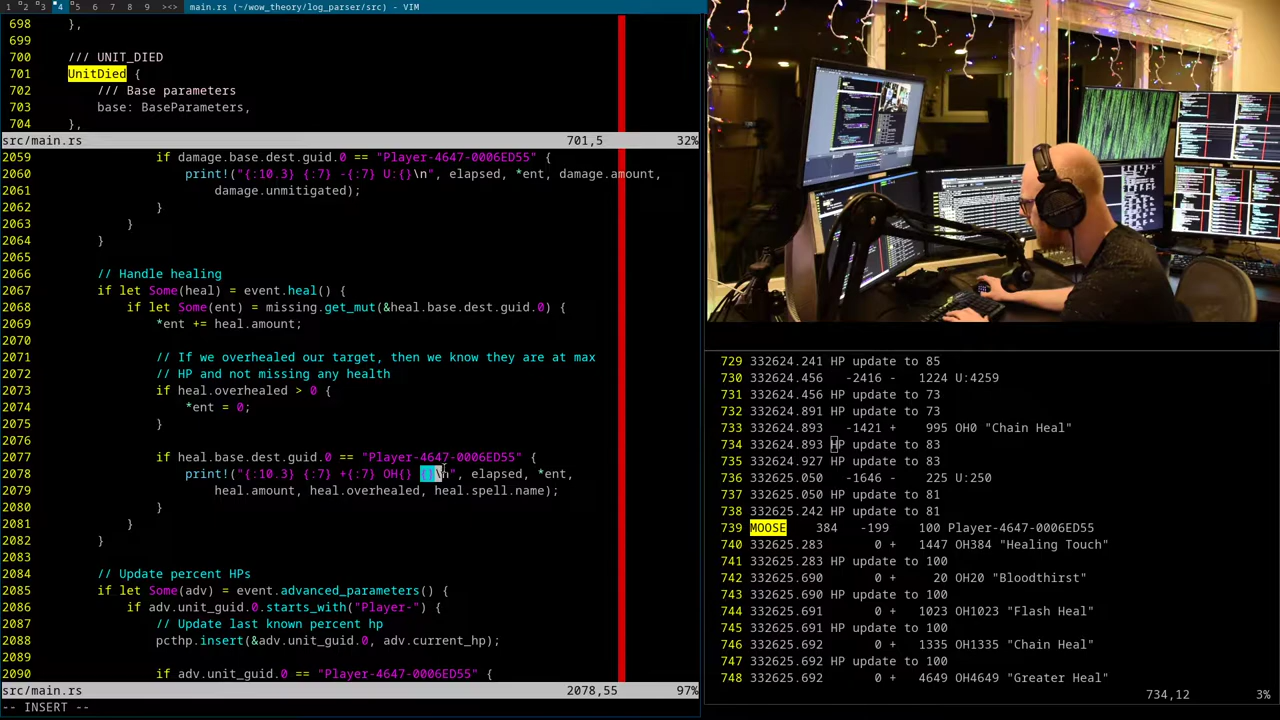 1 2 3 4 5 6 7 8 9 ><> main.rs (~/wow_theory/log_parser/src) - VIM
698 },
699
700 /// UNIT_DIED
701 UnitDied {
702 /// Base parameters
703 base: BaseParameters,
704 },
src/main.rs 701,5 32%
2059 if damage.base.dest.guid.0 == "Player-4647-0006ED55" {
2060 print!("{:10.3} {:7} -{:7} U:{}\n", elapsed, *ent, damage.amount,
2061 damage.unmitigated);
2062 }
2063 }
2064 }
2065
2066 // Handle healing
2067 if let Some(heal) = event.heal() {
2068 if let Some(ent) = missing.get_mut(&heal.base.dest.guid.0) {
2069 *ent += heal.amount;
2070
2071 // If we overhealed our target, then we know they are at max
2072 // HP and not missing any health
2073 if heal.overhealed > 0 {
2074 *ent = 0;
2075 }
2076
2077 if heal.base.dest.guid.0 == "Player-4647-0006ED55" {
2078 print!("{:10.3} {:7} +{:7} OH{} {}\n", elapsed, *ent,
2079 heal.amount, heal.overhealed, heal.spell.name);
2080 }
2081 }
2082 }
2083
2084 // Update percent HPs
2085 if let Some(adv) = event.advanced_parameters() {
2086 if adv.unit_guid.0.starts_with("Player-") {
2087 // Update last known percent hp
2088 pcthp.insert(&adv.unit_guid.0, adv.current_hp);
2089
2090 if adv.unit_guid.0 == "Player-4647-0006ED55" {
src/main.rs 2078,55 97%
-- INSERT --
729 332624.241 HP update to 85
730 332624.456 -2416 - 1224 U:4259
731 332624.456 HP update to 73
732 332624.891 HP update to 73
733 332624.893 -1421 + 995 OH0 "Chain Heal"
734 332624.893 HP update to 83
735 332624.927 HP update to 83
736 332625.050 -1646 - 225 U:250
737 332625.050 HP update to 81
738 332625.242 HP update to 81
739 MOOSE 384 -199 100 Player-4647-0006ED55
740 332625.283 0 + 1447 OH384 "Healing Touch"
741 332625.283 HP update to 100
742 332625.690 0 + 20 OH20 "Bloodthirst"
743 332625.690 HP update to 100
744 332625.691 0 + 1023 OH1023 "Flash Heal"
745 332625.691 HP update to 100
746 332625.692 0 + 1335 OH1335 "Chain Heal"
747 332625.662 HP update to 100
748 332625.692 0 + 4649 OH4649 "Greater Heal"
734,12 3%